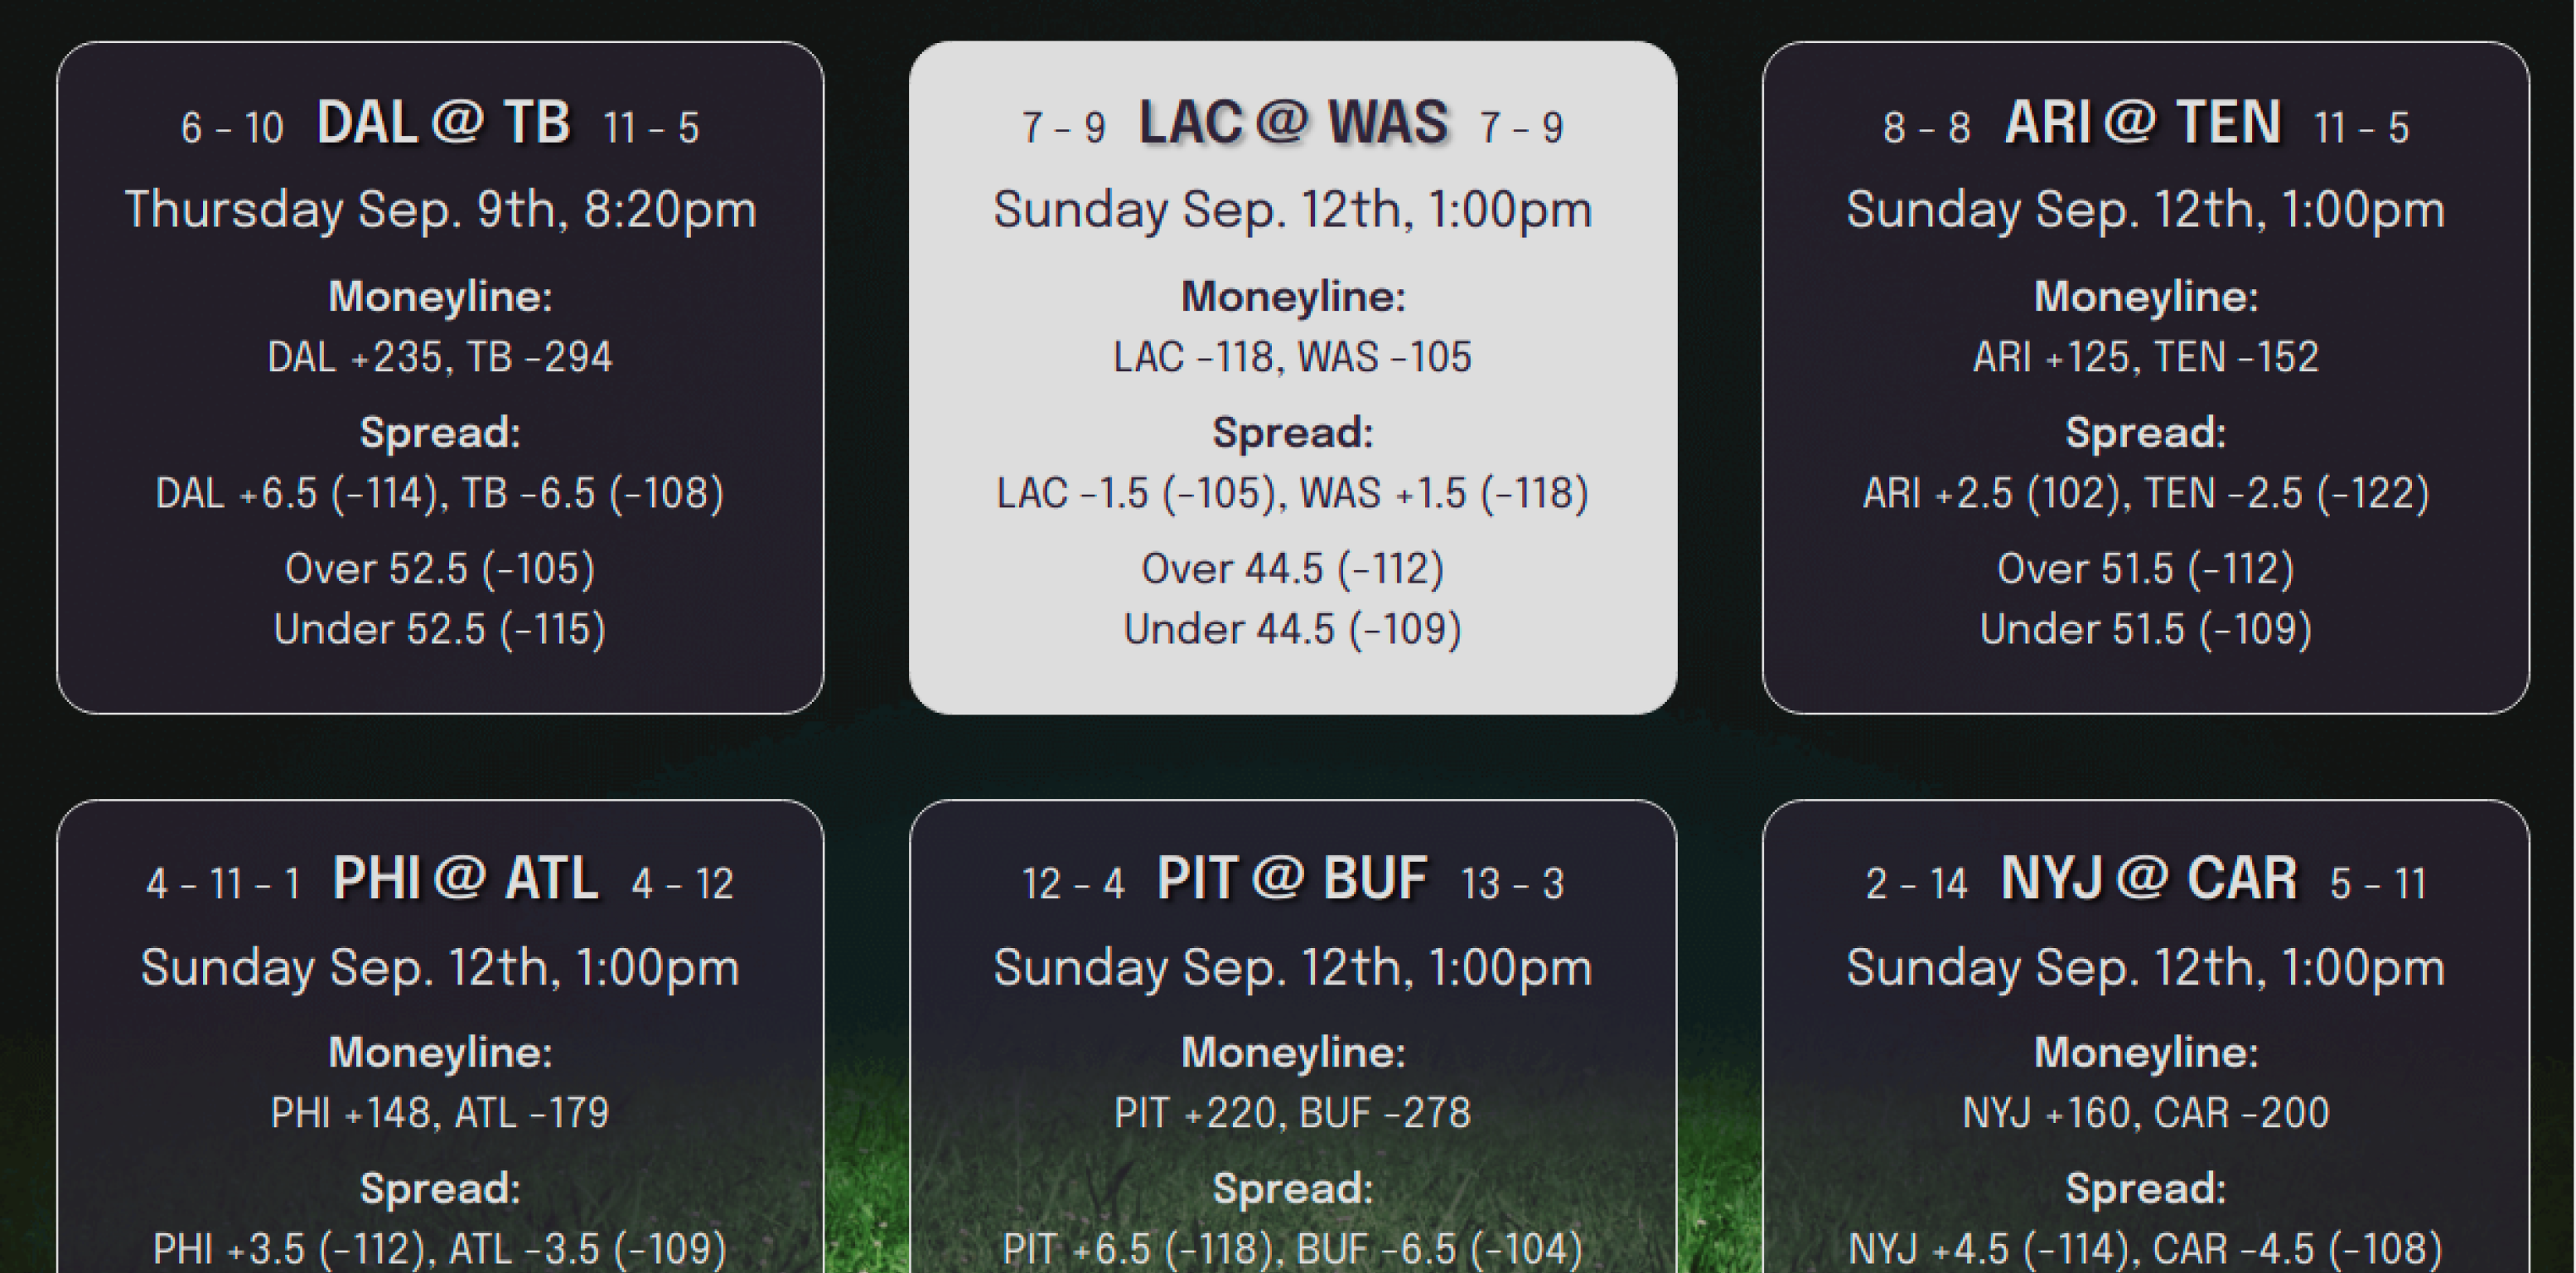 6 - 10 DAL @ TB 11 - 5
Thursday Sep. 9th, 8:20pm
Moneyline:
DAL +235, TB -294
Spread:
DAL +6.5 (-114), TB -6.5 (-108)
Over 52.5 (-105)
Under 52.5 (-115)
7 - 9 LAC @ WAS 7 - 9
Sunday Sep. 12th, 1:00pm
Moneyline:
LAC -118, WAS -105
Spread:
LAC -1.5 (-105), WAS +1.5 (-118)
Over 44.5 (-112)
Under 44.5 (-109)
8 - 8 ARI @ TEN 11 - 5
Sunday Sep. 12th, 1:00pm
Moneyline:
ARI +125, TEN -152
Spread:
ARI +2.5 (102), TEN -2.5 (-122)
Over 51.5 (-112)
Under 51.5 (-109)
4 - 11 - 1 PHI @ ATL 4 - 12
Sunday Sep. 12th, 1:00pm
Moneyline:
PHI +148, ATL -179
Spread:
PHI +3.5 (-112), ATL -3.5 (-109)
12 - 4 PIT @ BUF 13 - 3
Sunday Sep. 12th, 1:00pm
Moneyline:
PIT +220, BUF -278
Spread:
PIT +6.5 (-118), BUF -6.5 (-104)
2 - 14 NYJ @ CAR 5 - 11
Sunday Sep. 12th, 1:00pm
Moneyline:
NYJ +160, CAR -200
Spread:
NYJ +4.5 (-114), CAR -4.5 (-108)